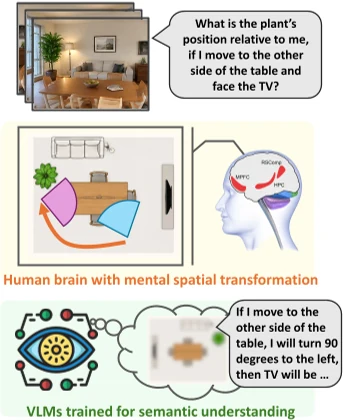 What is the plant's
position relative to me,
if I move to the other
side of the table and
face the TV?
RSComp
MPFC
HPC
Human brain with mental spatial transformation
If I move to the
other side of the
table, I will turn 90
degrees to the left,
then TV will be ...
VLMs trained for semantic understanding